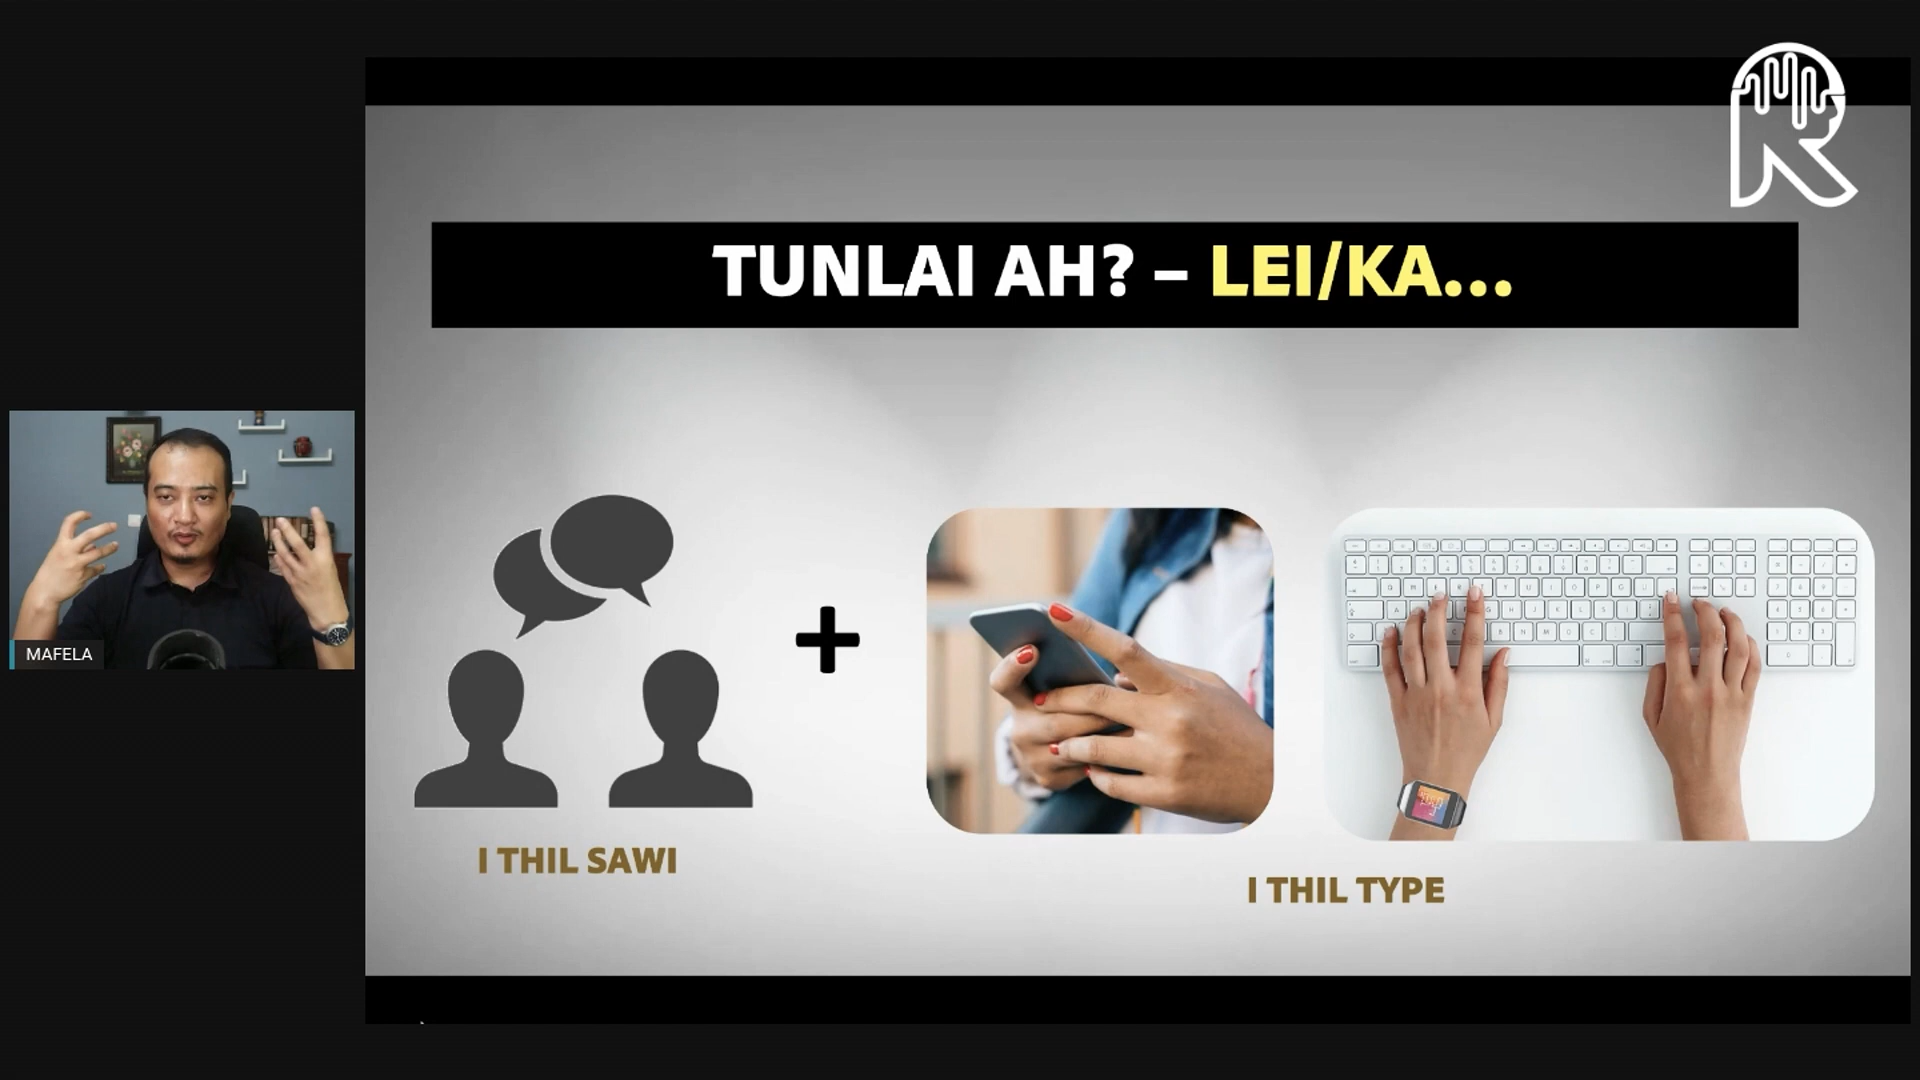 TUNLAI AH? – LEI/KA...
MAFELA
I THIL SAWI
I THIL TYPE